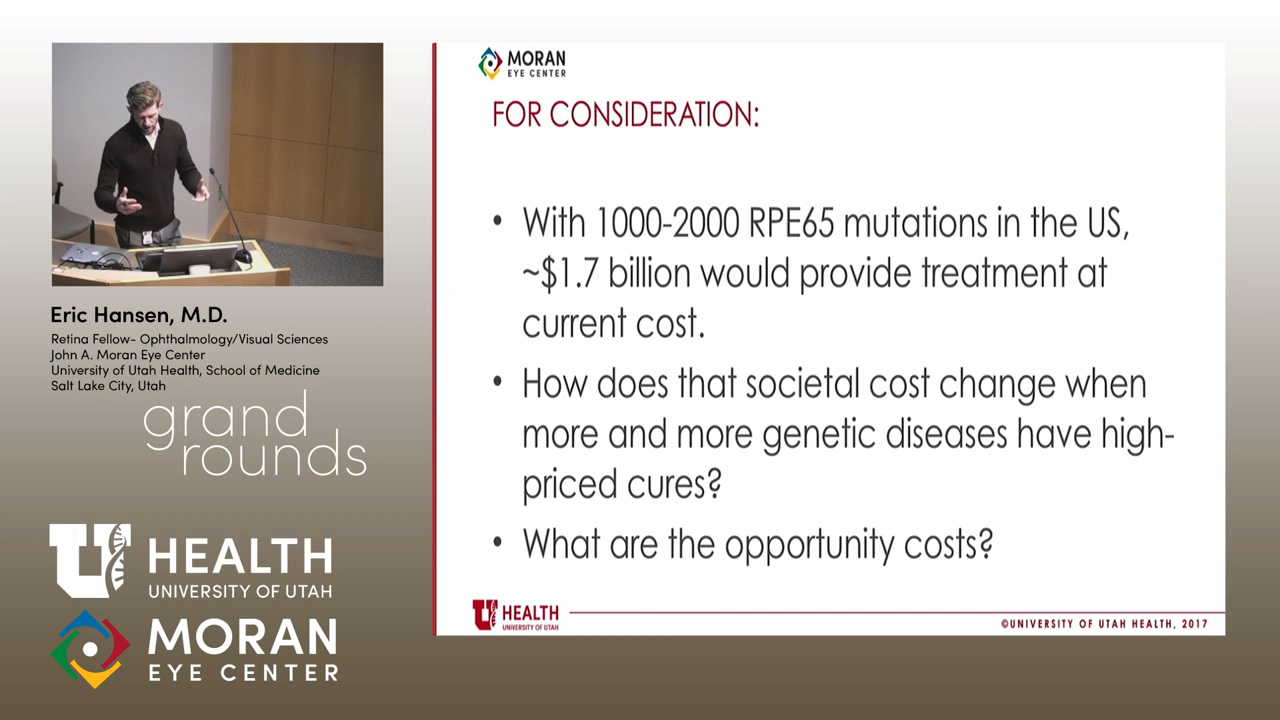 Eric Hansen, M.D.
Retina Fellow- Ophthalmology/Visual Sciences
John A. Moran Eye Center
University of Utah Health, School of Medicine
Salt Lake City, Utah
grand
rounds
U HEALTH
UNIVERSITY OF UTAH
MORAN
EYE CENTER
MORAN
EYE CENTER
FOR CONSIDERATION:
• With 1000-2000 RPE65 mutations in the US,
~$1.7 billion would provide treatment at
current cost.
• How does that societal cost change when
more and more genetic diseases have high-
priced cures?
• What are the opportunity costs?
U HEALTH
UNIVERSITY OF UTAH
©UNIVERSITY OF UTAH HEALTH, 2017